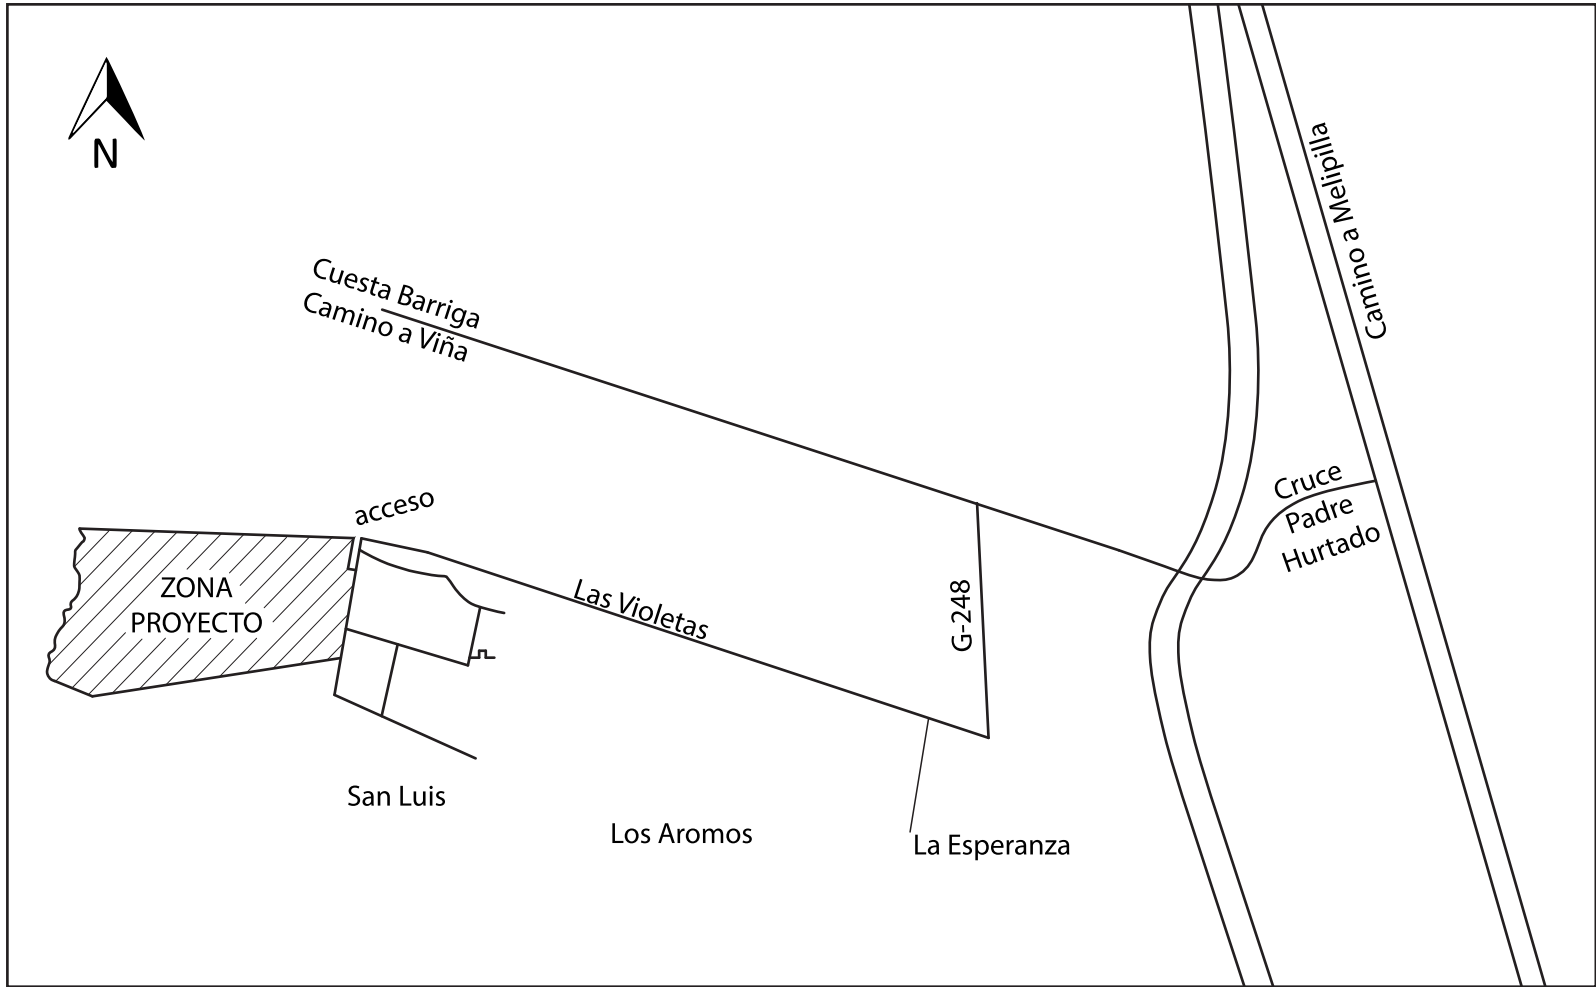 N
Camino a Melipilla
Cuesta Barriga
Camino a Viña
Cruce
Padre
Hurtado
acceso
ZONA
PROYECTO
Las Violetas
G-248
San Luis
Los Aromos
La Esperanza